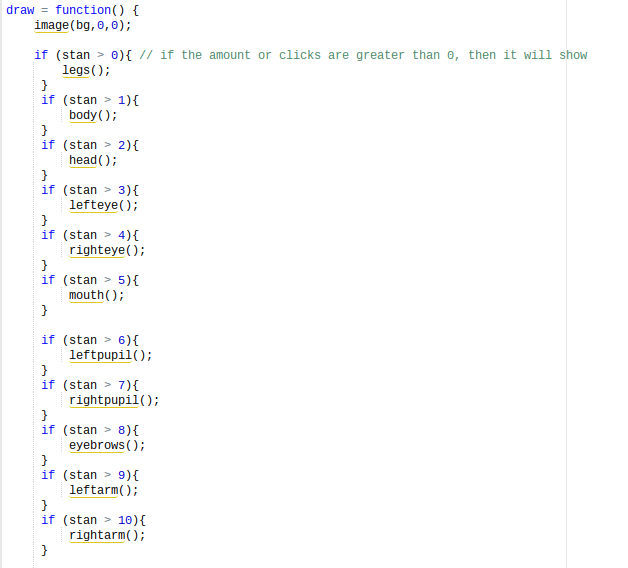 draw = function() {
    image(bg,0,0);

    if (stan > 0){ // if the amount or clicks are greater than 0, then it will show
        legs();
     }
     if (stan > 1){
         body();
     }
     if (stan > 2){
         head();
     }
     if (stan > 3){
         lefteye();
     }
     if (stan > 4){
         righteye();
     }
     if (stan > 5){
         mouth();
     }

     if (stan > 6){
         leftpupil();
     }
     if (stan > 7){
         rightpupil();
     }
     if (stan > 8){
         eyebrows();
     }
     if (stan > 9){
         leftarm();
     }
     if (stan > 10){
         rightarm();
     }